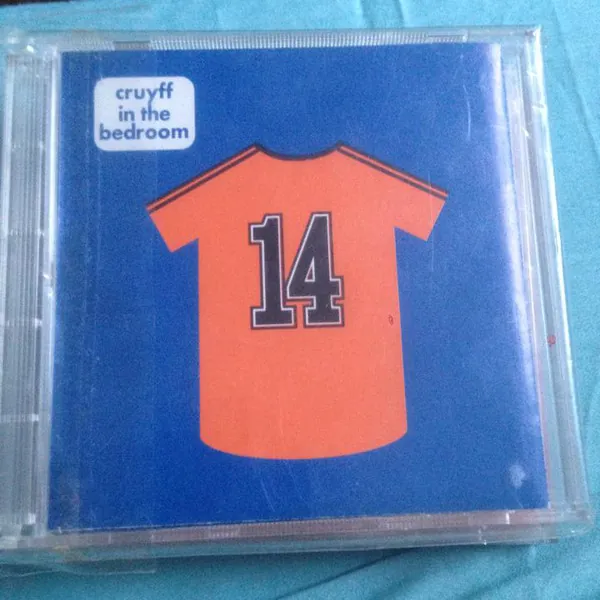 cruyff
in the
bedroom
14